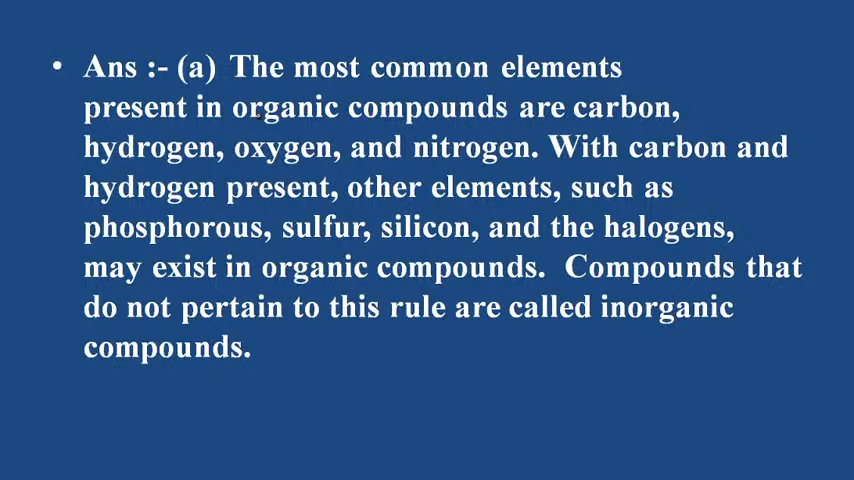 • Ans :- (a) The most common elements
present in organic compounds are carbon,
hydrogen, oxygen, and nitrogen. With carbon and
hydrogen present, other elements, such as
phosphorous, sulfur, silicon, and the halogens,
may exist in organic compounds. Compounds that
do not pertain to this rule are called inorganic
compounds.